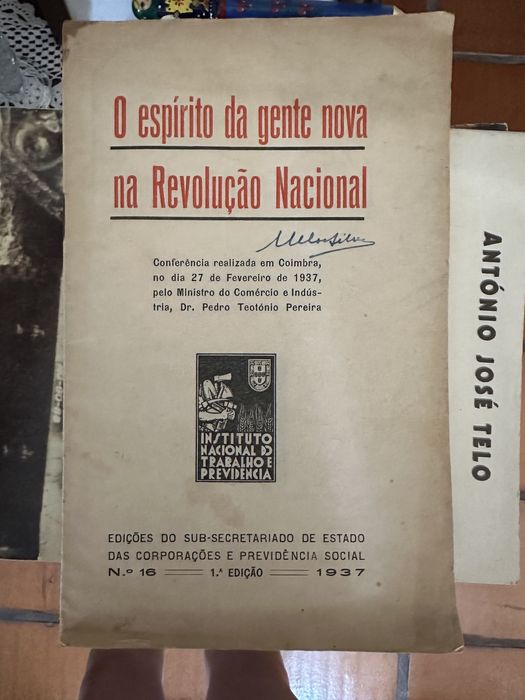 O espírito da gente nova
na Revolução Nacional
Conferência realizada em Coimbra,
no dia 27 de Fevereiro de 1937,
pelo Ministro do Comércio e Indús-
tria, Dr. Pedro Teotónio Pereira
INSTITUTO
NACIONAL DO
TRABALHO E
PREVIDENCIA
EDIÇÕES DO SUB-SECRETARIADO DE ESTADO
DAS CORPORAÇÕES E PREVIDÊNCIA SOCIAL
N.º 16 1.ª EDIÇÃO 1937
ANTÓNIO JOSÉ TELO